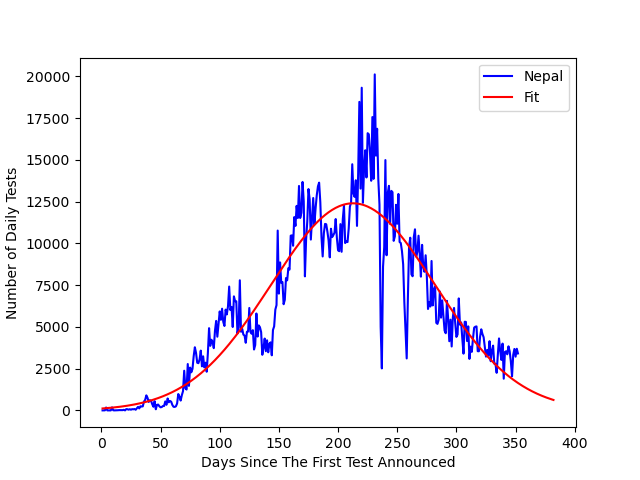 Nepal
Fit
20000
17500
15000
12500
10000
7500
5000
2500
0
Number of Daily Tests
0 50 100 150 200 250 300 350 400
Days Since The First Test Announced